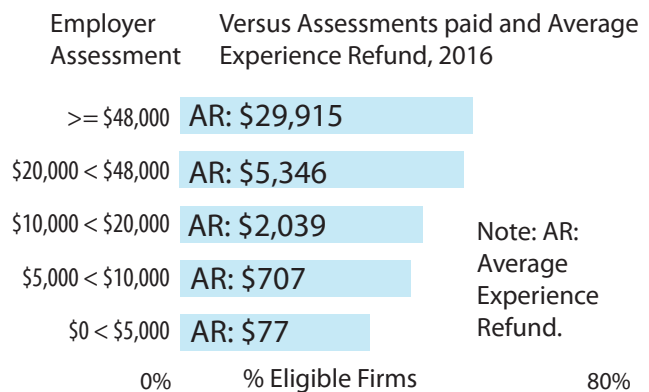 Employer
Assessment
Versus Assessments paid and Average
Experience Refund, 2016
>= $48,000 AR: $29,915
$20,000 < $48,000 AR: $5,346
$10,000 < $20,000 AR: $2,039
$5,000 < $10,000 AR: $707
$0 < $5,000 AR: $77
Note: AR:
Average
Experience
Refund.
0% % Eligible Firms 80%